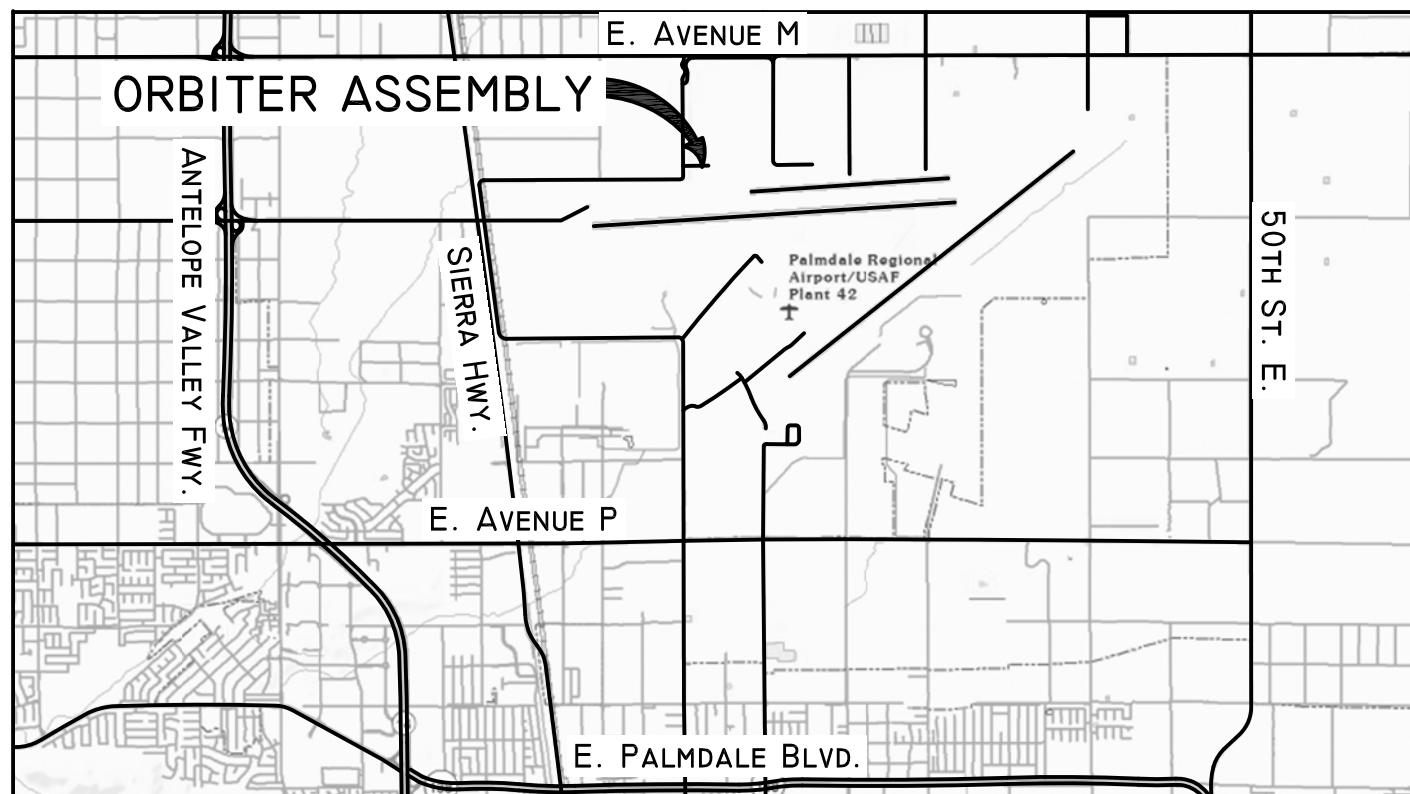 E. AVENUE M
ORBITER ASSEMBLY
ANTELOPE VALLEY FWY.
SIERRA HWY.
50TH ST. E.
Palmdale Regional
Airport/USAF
Plant 42
E. AVENUE P
E. PALMDALE BLVD.